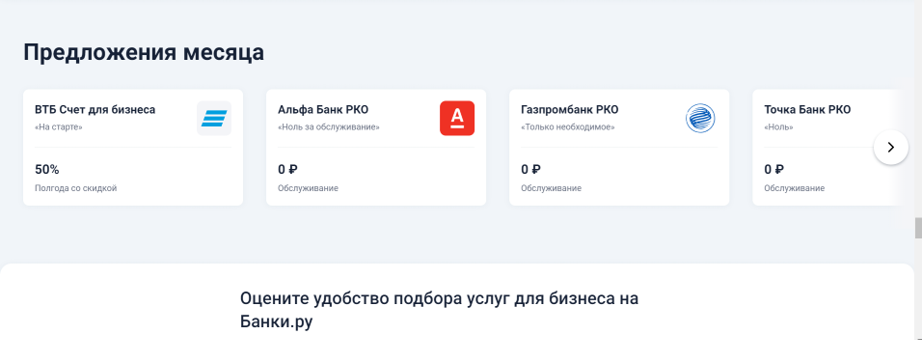 Предложения месяца
ВТБ Счет для бизнеса
«На старте»
50%
Полгода со скидкой
Альфа Банк РКО
«Ноль за обслуживание»
А
0 ₽
Обслуживание
Газпромбанк РКО
«Только необходимое»
0 ₽
Обслуживание
Точка Банк РКО
«Ноль»
0 ₽
Обслуживание
Оцените удобство подбора услуг для бизнеса на
Банки.ру